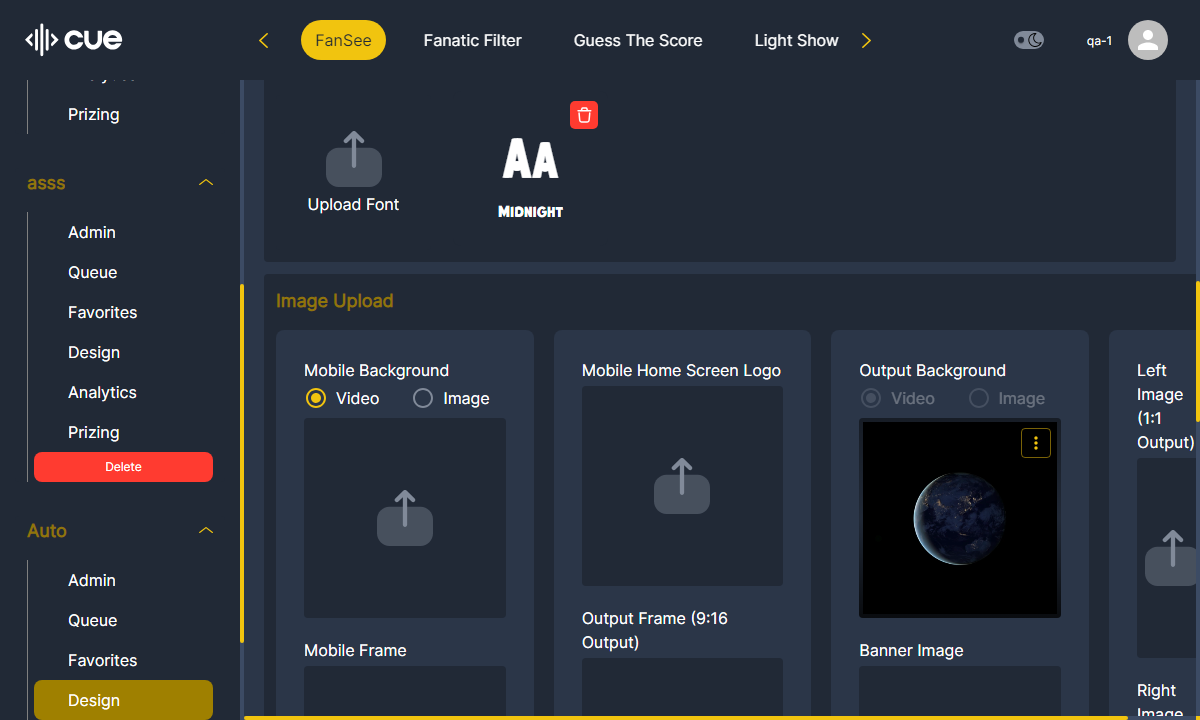 cue
FanSee
Fanatic Filter
Guess The Score
Light Show
qa-1
Prizing
asss
Admin
Queue
Favorites
Design
Analytics
Prizing
Delete
Auto
Admin
Queue
Favorites
Design
Upload Font
AA
MIDNIGHT
Image Upload
Mobile Background
Video
Image
Mobile Frame
Mobile Home Screen Logo
Output Frame (9:16
Output)
Output Background
Video
Image
Banner Image
Left
Image
(1:1
Output)
Right
Image